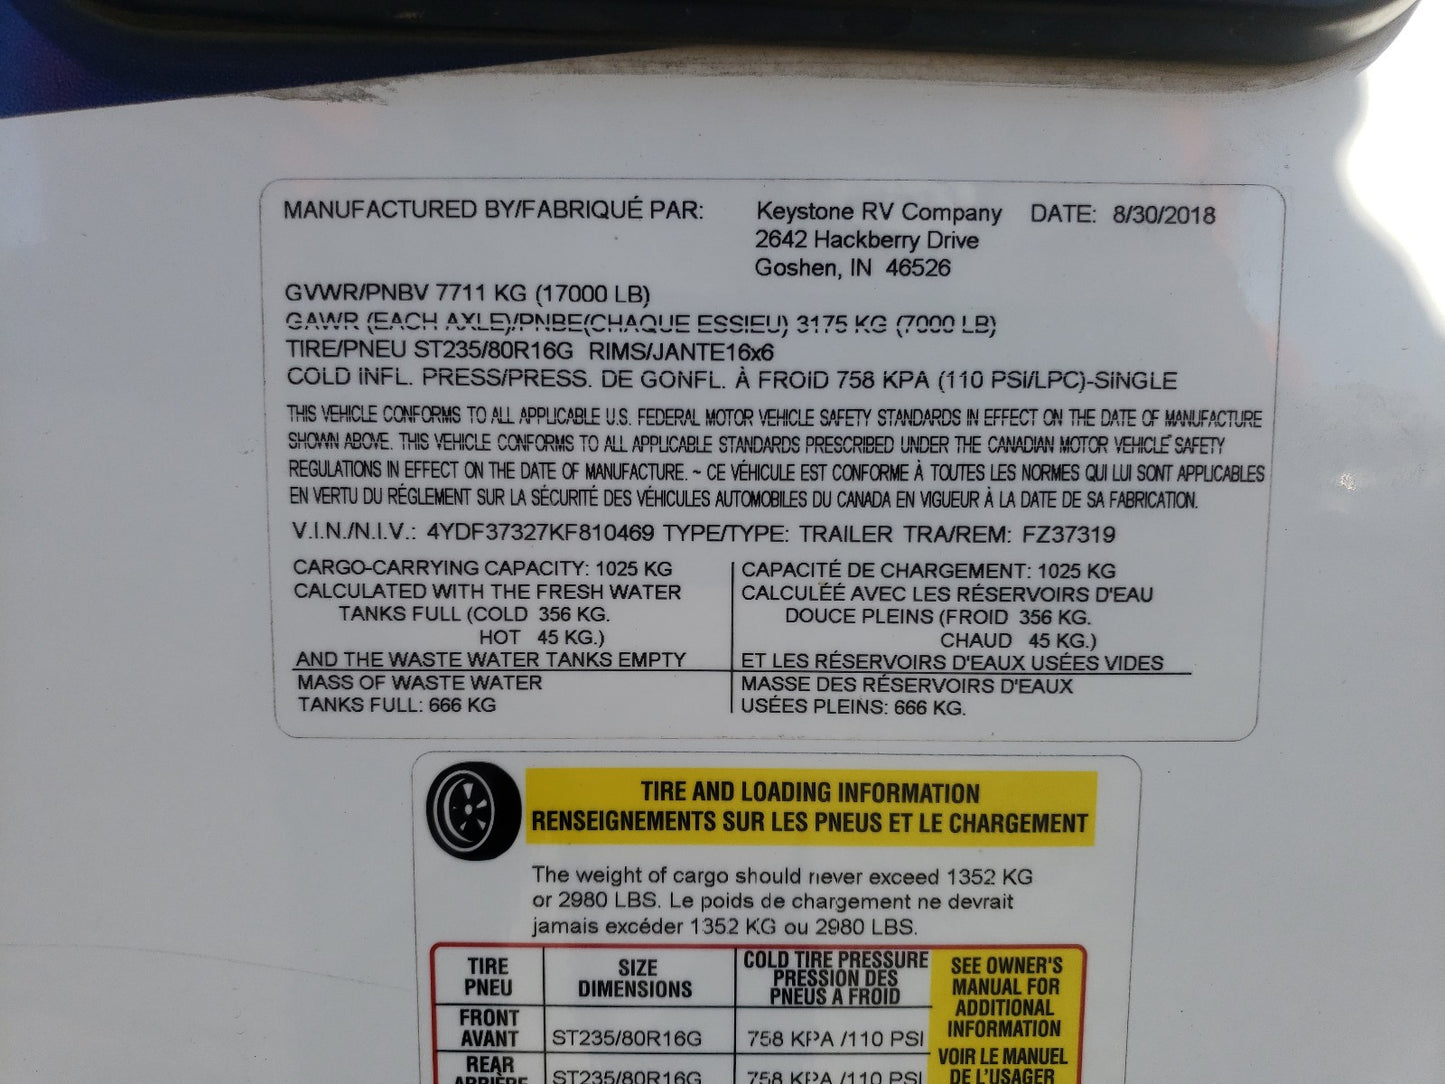 MANUFACTURED BY/FABRIQUÉ PAR: Keystone RV Company DATE: 8/30/2018
2642 Hackberry Drive
Goshen, IN 46526
GVWR/PNBV 7711 KG (17000 LB)
GAWR (EACH AXLE)/PNBE(CHAQUE ESSIEU) 3175 KG (7000 LB)
TIRE/PNEU ST235/80R16G RIMS/JANTE16x6
COLD INFL. PRESS/PRESS. DE GONFL. À FROID 758 KPA (110 PSI/LPC)-SINGLE
THIS VEHICLE CONFORMS TO ALL APPLICABLE U.S. FEDERAL MOTOR VEHICLE SAFETY STANDARDS IN EFFECT ON THE DATE OF MANUFACTURE
SHOWN ABOVE. THIS VEHICLE CONFORMS TO ALL APPLICABLE STANDARDS PRESCRIBED UNDER THE CANADIAN MOTOR VEHICLE SAFETY
REGULATIONS IN EFFECT ON THE DATE OF MANUFACTURE. ~ CE VÉHICULE EST CONFORME À TOUTES LES NORMES QUI LUI SONT APPLICABLES
EN VERTU DU RÉGLEMENT SUR LA SÉCURITÉ DES VÉHICULES AUTOMOBILES DU CANADA EN VIGUEUR À LA DATE DE SA FABRICATION.
V.I.N./N.I.V.: 4YDF37327KF810469 TYPE/TYPE: TRAILER TRA/REM: FZ37319
CARGO-CARRYING CAPACITY: 1025 KG
CALCULATED WITH THE FRESH WATER
TANKS FULL (COLD 356 KG.
HOT 45 KG.)
AND THE WASTE WATER TANKS EMPTY
MASS OF WASTE WATER
TANKS FULL: 666 KG
CAPACITÉ DE CHARGEMENT: 1025 KG
CALCULÉÉ AVEC LES RÉSERVOIRS D'EAU
DOUCE PLEINS (FROID 356 KG.
CHAUD 45 KG.)
ET LES RÉSERVOIRS D'EAUX USÉES VIDES
MASSE DES RÉSERVOIRS D'EAUX
USÉES PLEINS: 666 KG.
TIRE AND LOADING INFORMATION
RENSEIGNEMENTS SUR LES PNEUS ET LE CHARGEMENT
The weight of cargo should never exceed 1352 KG
or 2980 LBS. Le poids de chargement ne devrait
jamais excéder 1352 KG ou 2980 LBS.
TIRE
PNEU
SIZE
DIMENSIONS
COLD TIRE PRESSURE
PRESSION DES
PNEUS A FROID
SEE OWNER'S
MANUAL FOR
ADDITIONAL
INFORMATION
VOIR LE MANUEL
DE L'USAGER
FRONT
AVANT
ST235/80R16G
758 KPA /110 PSI
REAR
ARRIÈRE
ST235/80R16G
758 KPA /110 PSI